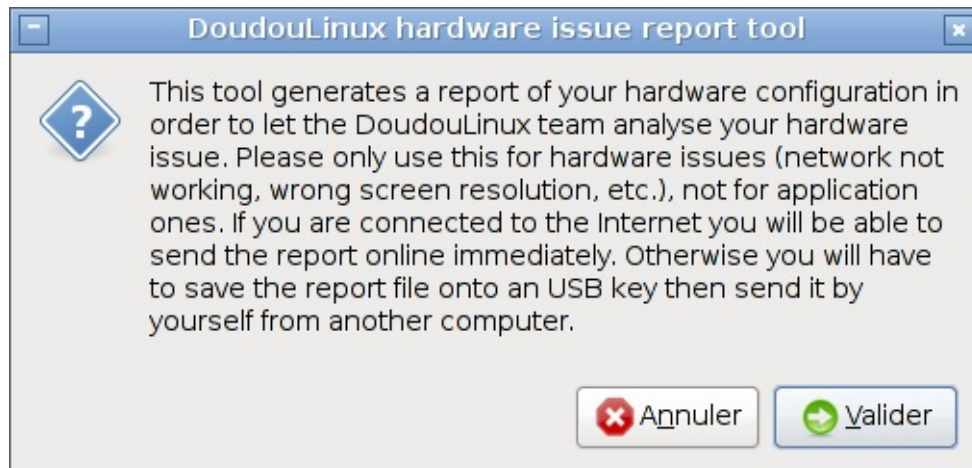 DoudouLinux hardware issue report tool
This tool generates a report of your hardware configuration in
order to let the DoudouLinux team analyse your hardware
issue. Please only use this for hardware issues (network not
working, wrong screen resolution, etc.), not for application
ones. If you are connected to the Internet you will be able to
send the report online immediately. Otherwise you will have
to save the report file onto an USB key then send it by
yourself from another computer.
Annuler
Valider